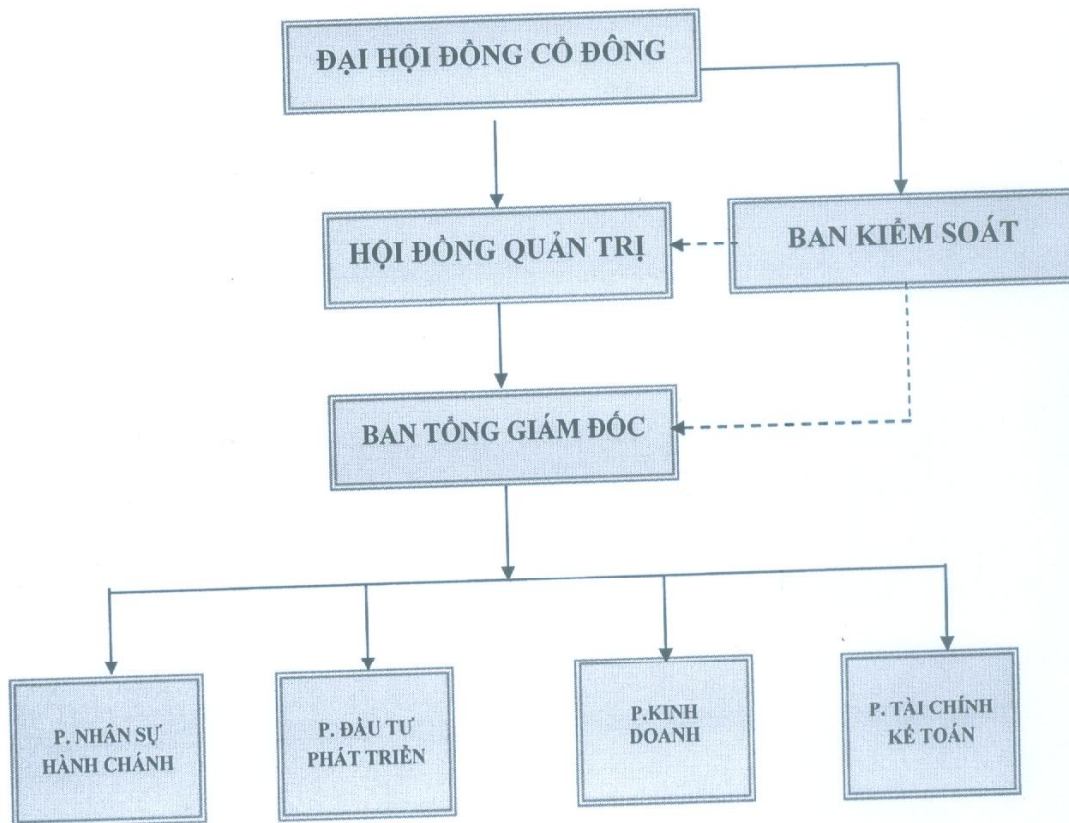 ĐẠI HỘI ĐỒNG CỔ ĐÔNG
HỘI ĐỒNG QUẢN TRỊ
BAN KIỂM SOÁT
BAN TỔNG GIÁM ĐỐC
P. NHÂN SỰ
HÀNH CHÁNH
P. ĐẦU TƯ
PHÁT TRIỂN
P.KINH
DOANH
P. TÀI CHÍNH
KẾ TOÁN